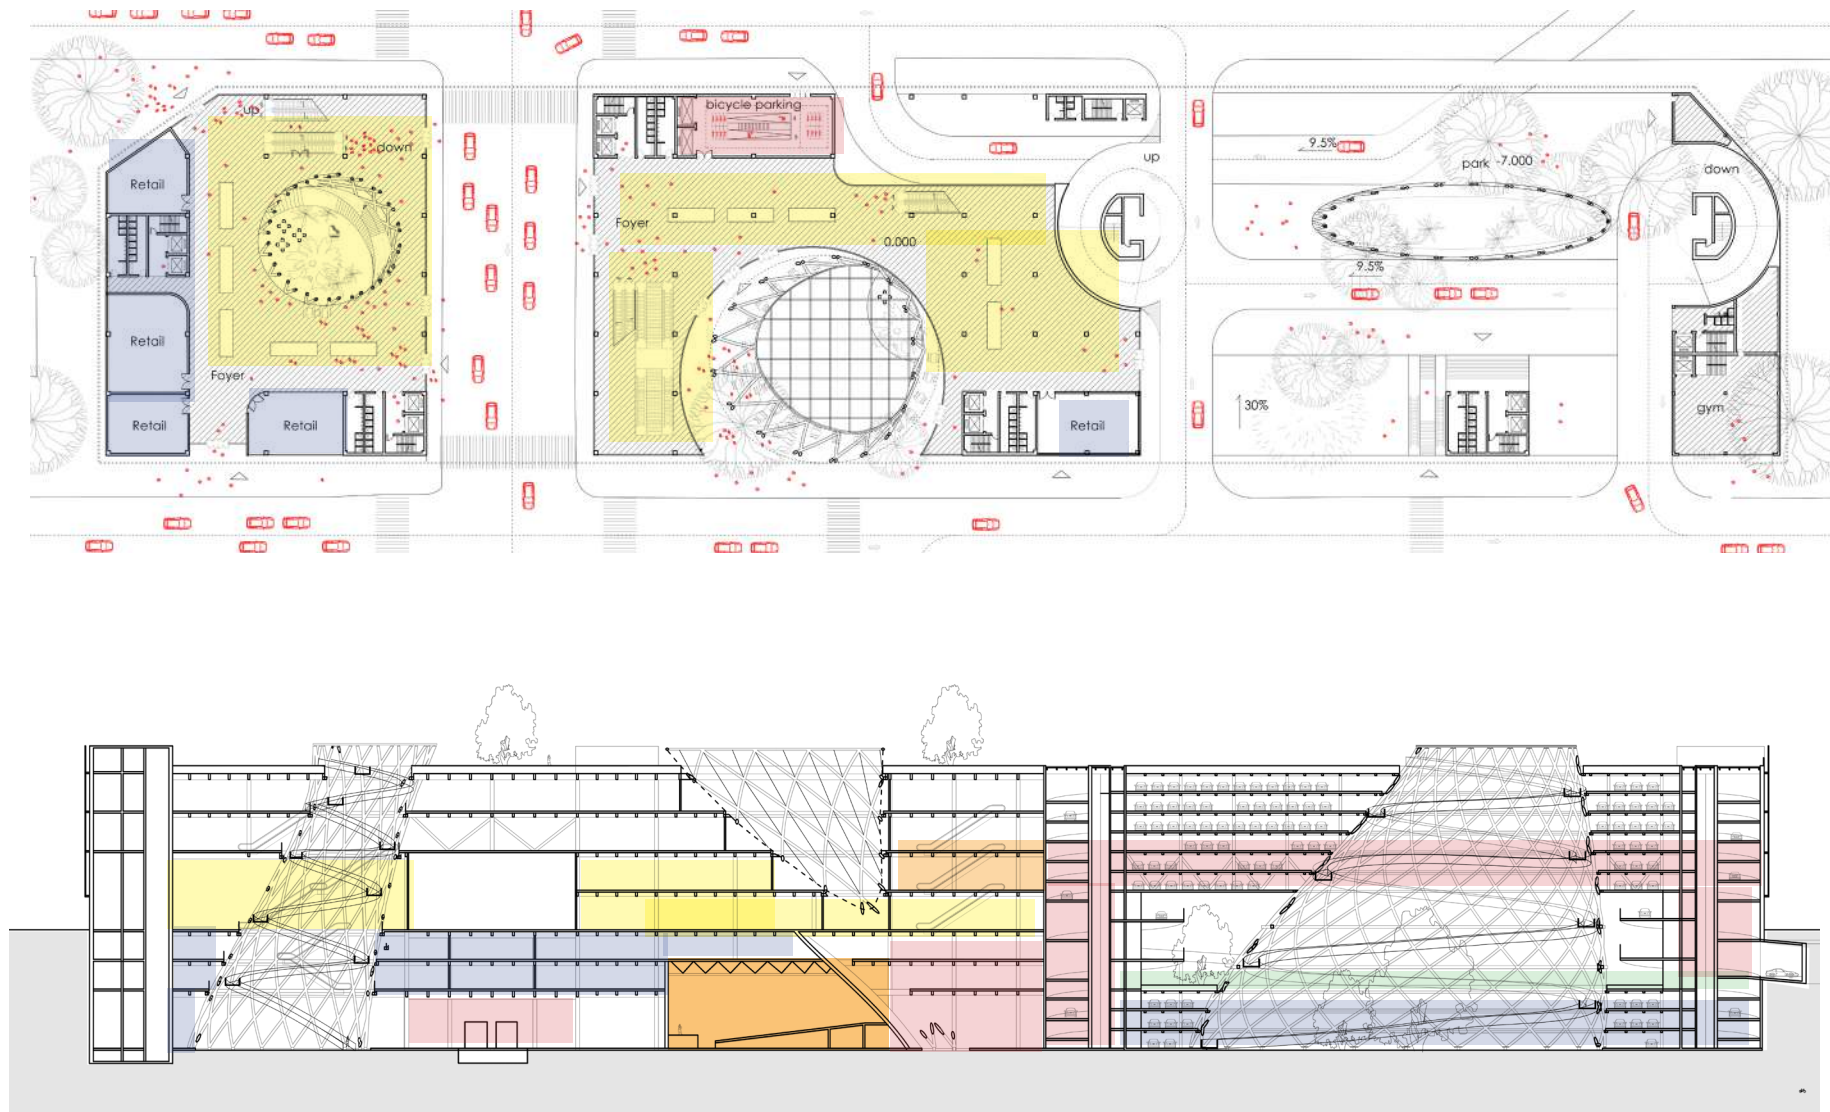 up
bicycle parking
down
Retail
Foyer
0.000
up
9.5%
park -7.000
down
9.5%
Retail
Foyer
Retail
Retail
Retail
30%
gym